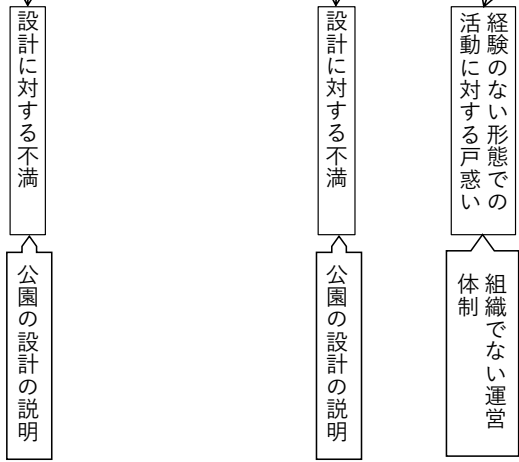 経験のない形態での
活動に対する戸惑い
組織でない運営
体制
設計に対する不満
公園の設計の説明
設計に対する不満
公園の設計の説明